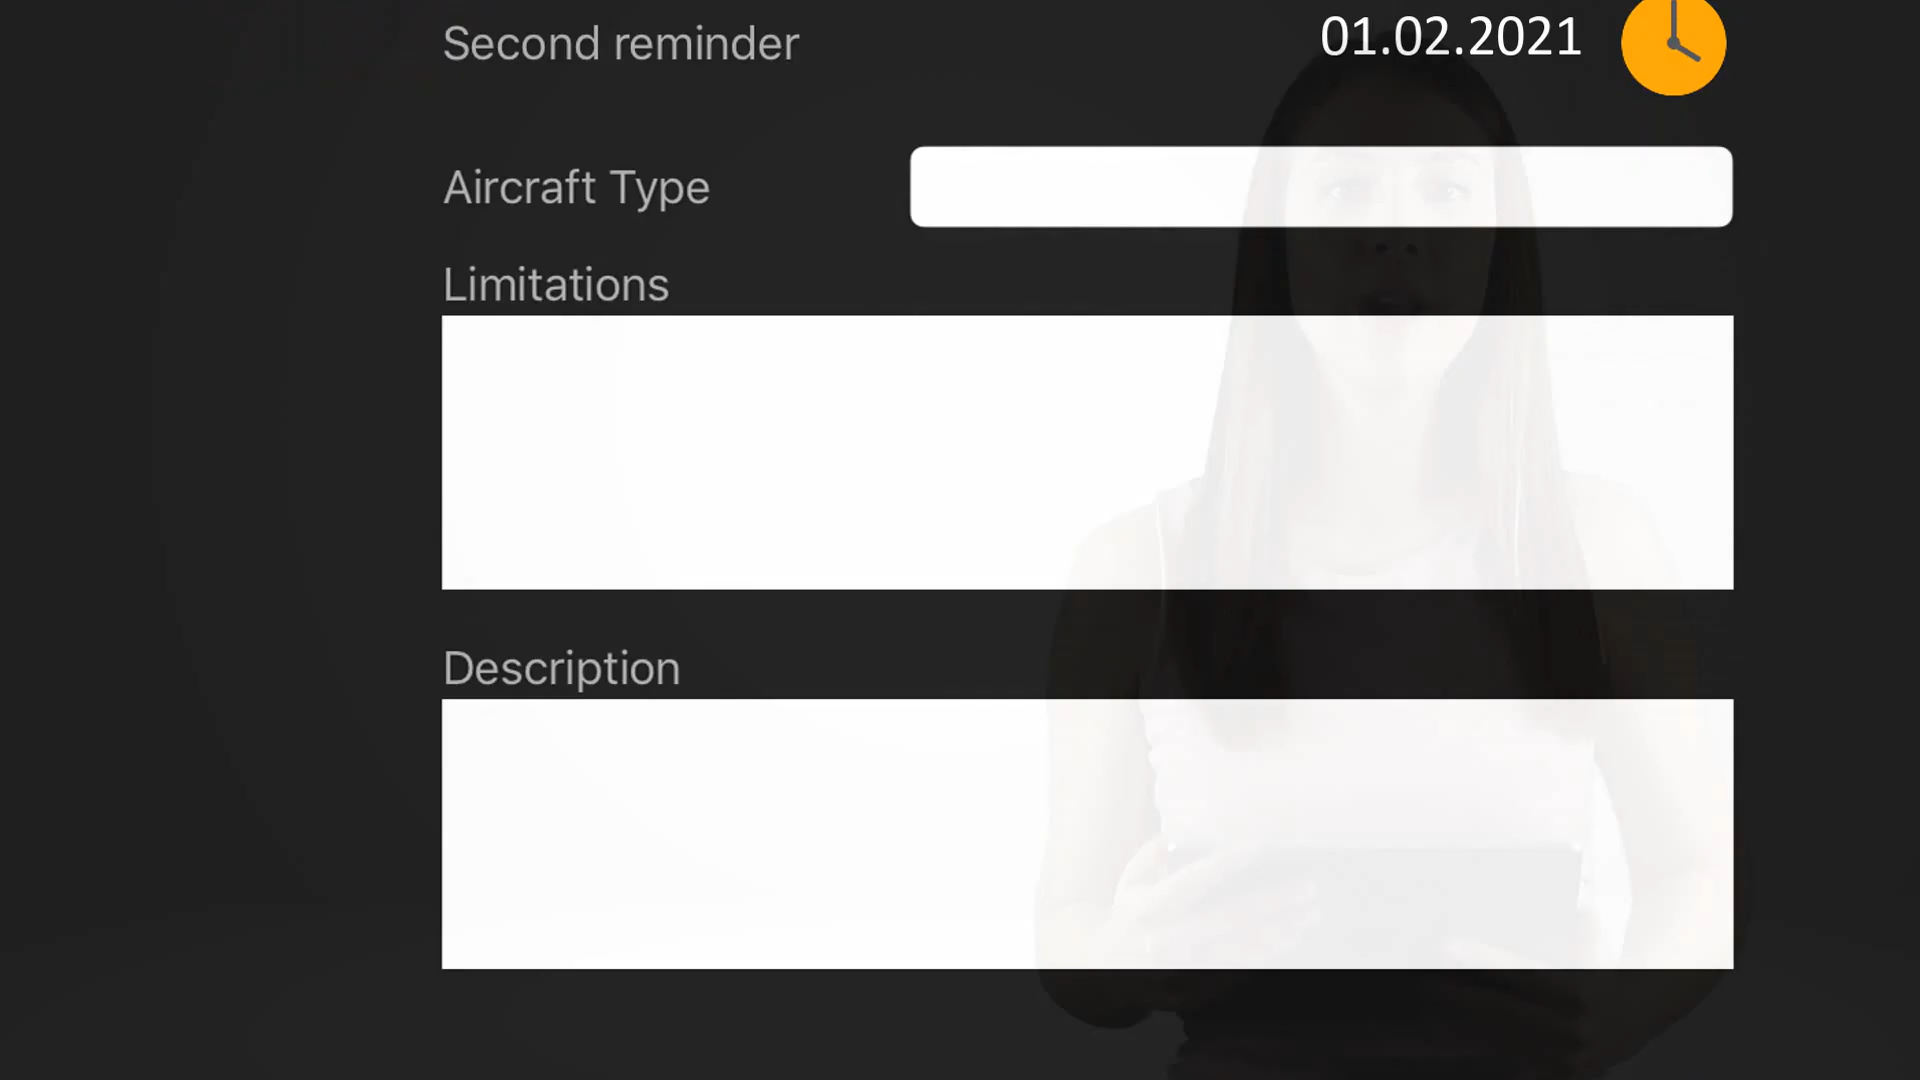 Second reminder 01.02.2021
Aircraft Type
Limitations
Description